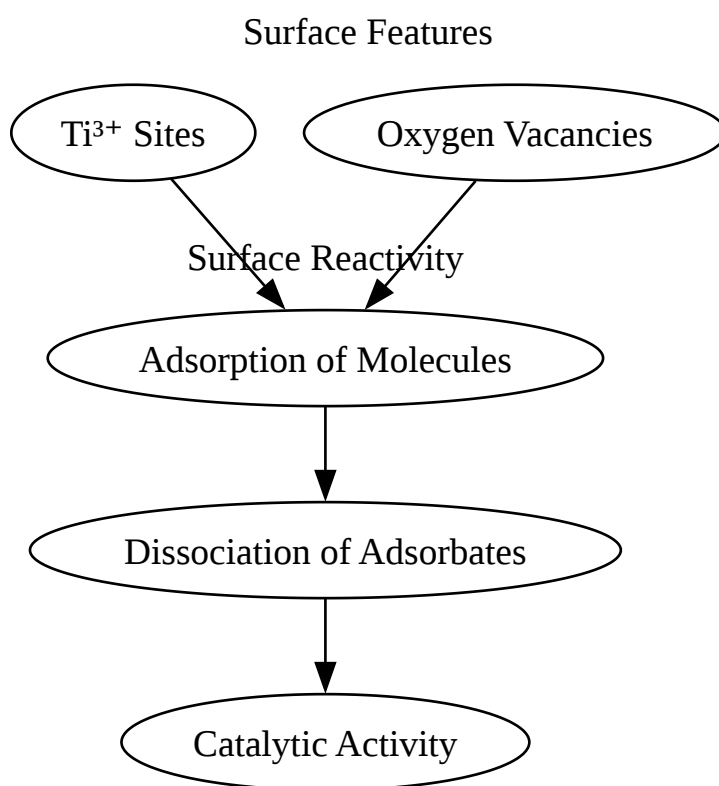 Surface Features
Ti³⁺ Sites
Oxygen Vacancies
Surface Reactivity
Adsorption of Molecules
Dissociation of Adsorbates
Catalytic Activity